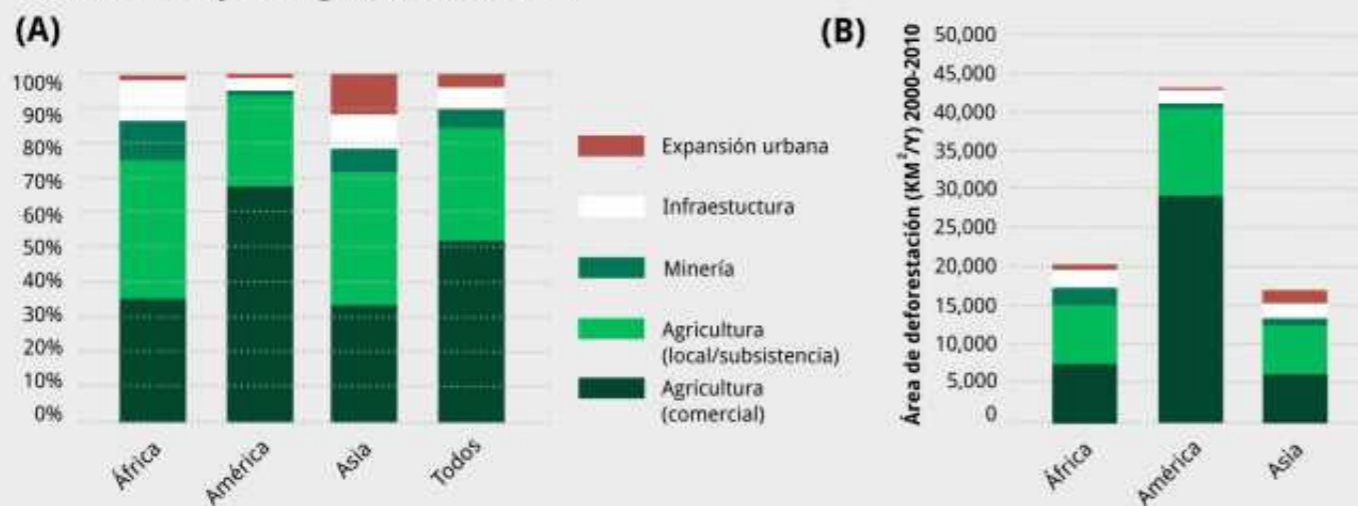 (A)
100%
90%
80%
70%
60%
50%
40%
30%
20%
10%
0%
África
América
Asia
Todos
Expansión urbana
Infraestuctura
Minería
Agricultura
(local/subsistencia)
Agricultura
(comercial)
(B)
Área de deforestación (KM²/Y) 2000-2010
50,000
45,000
40,000
35,000
30,000
25,000
20,000
15,000
10,000
5,000
0
África
América
Asia